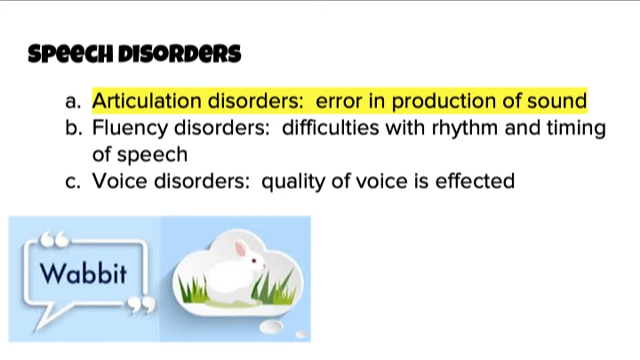 SPeeCH DISORDeRS
a. Articulation disorders: error in production of sound
b. Fluency disorders: difficulties with rhythm and timing
of speech
c. Voice disorders: quality of voice is effected
“Wabbit”